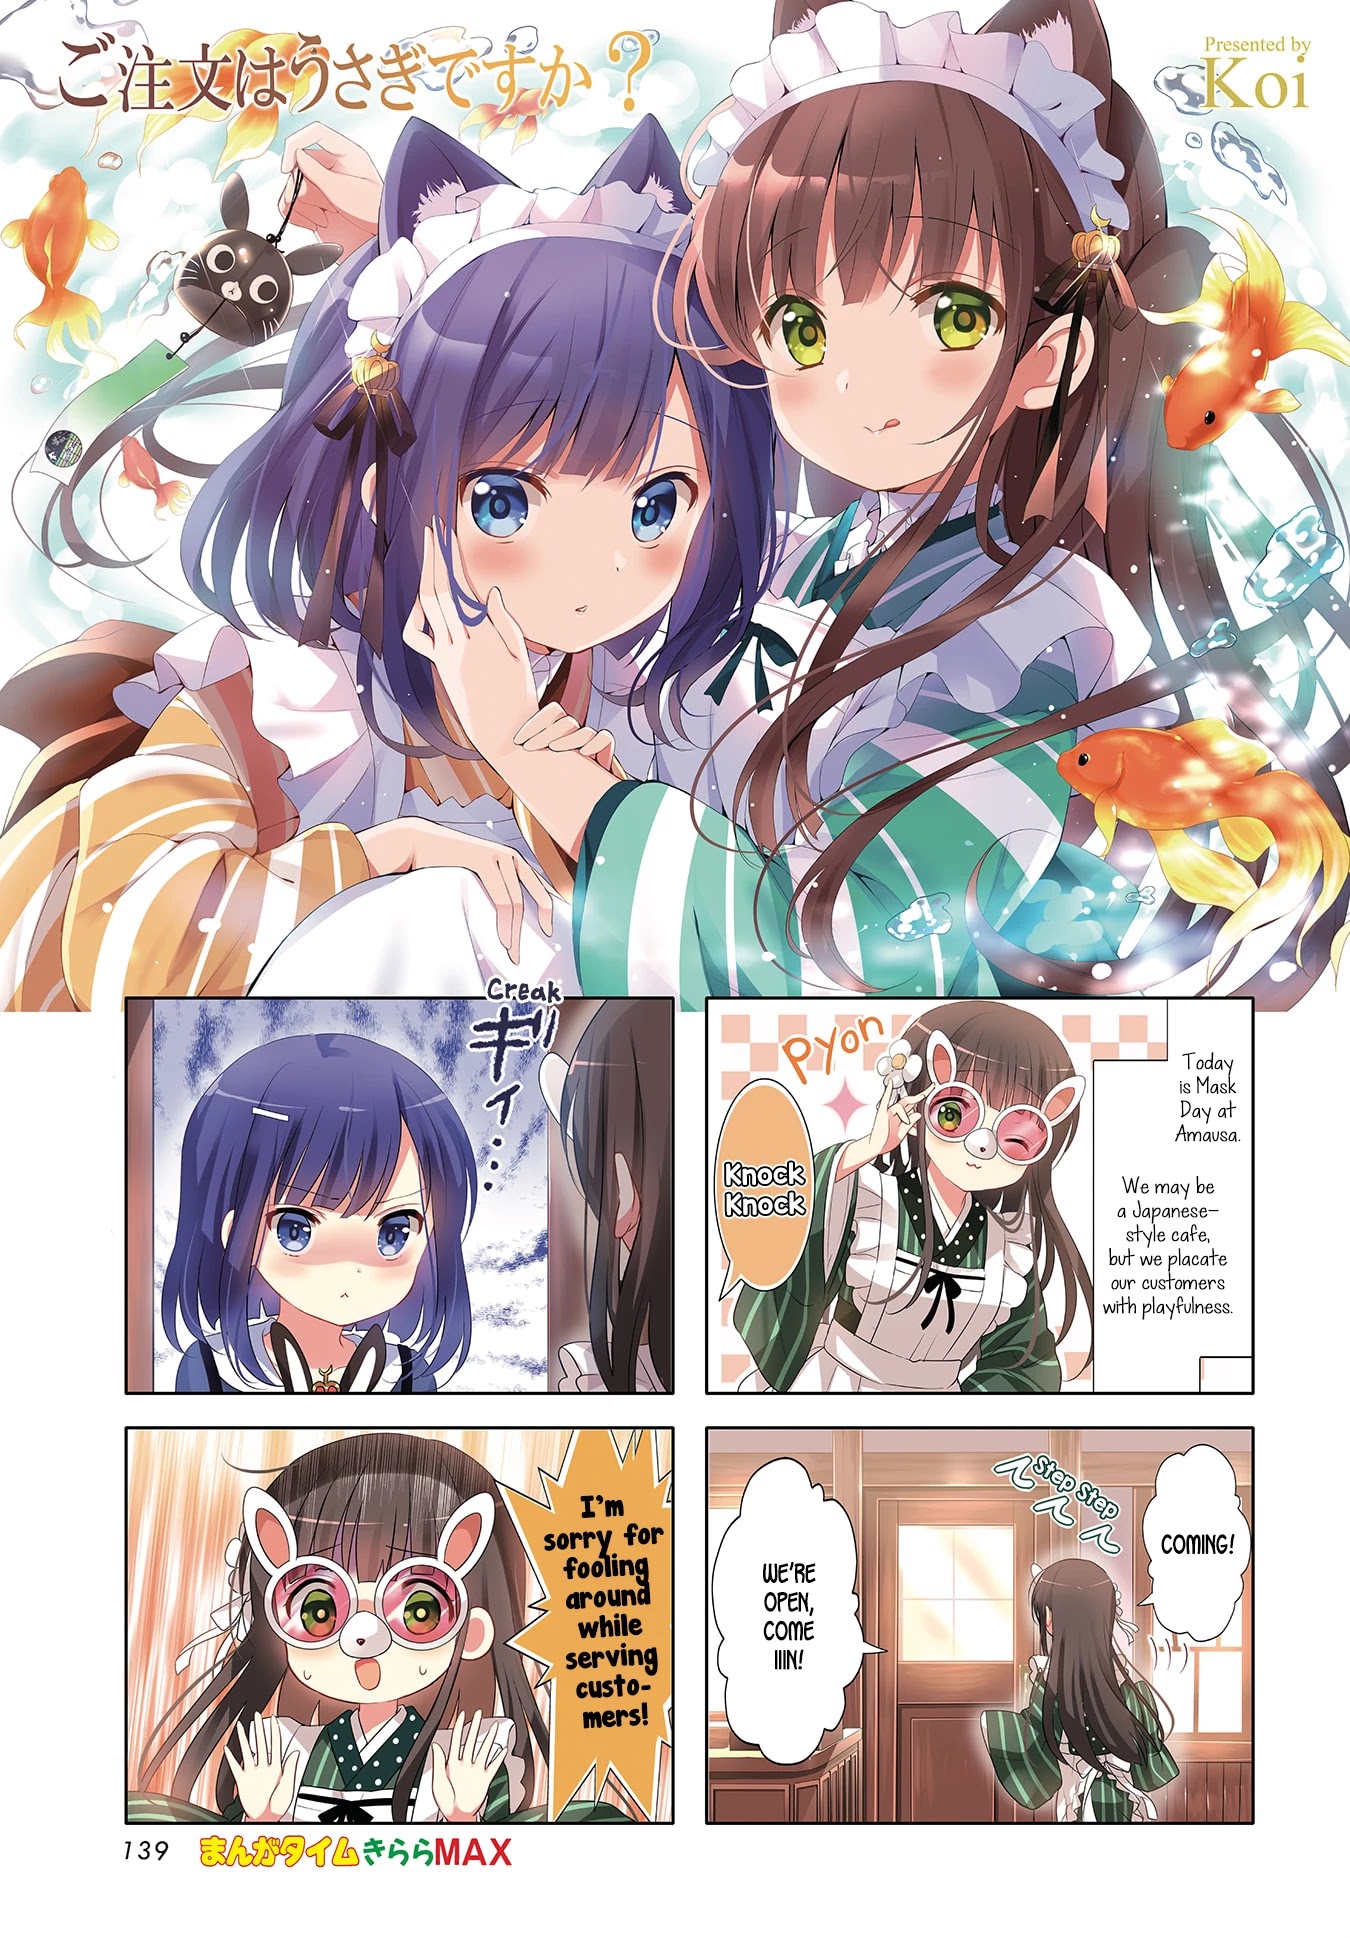 ご注文はうさぎですか?
Presented by
Koi
Today
is Mask
Day at
Amausa.
We may be
a Japanese-
style cafe,
but we placate
our customers
with playfulness.
Pyon
Knock
Knock
COMING!
Step Step
WE'RE
OPEN,
COME
IIIN!
Creak
ギィ...
I'm
sorry for
fooling
around
while
serving
custo-
mers!
139
まんがタイムきららMAX